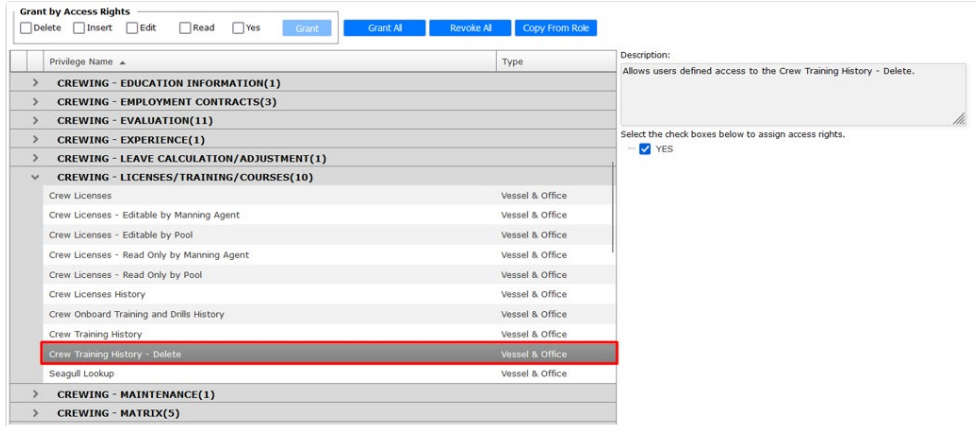 Grant by Access Rights
Delete Insert Edit Read Yes Grant Grant All Revoke All Copy From Role
Privilege Name Type
CREWING - EDUCATION INFORMATION(1)
CREWING - EMPLOYMENT CONTRACTS(3)
CREWING - EVALUATION(11)
CREWING - EXPERIENCE(1)
CREWING - LEAVE CALCULATION/ADJUSTMENT(1)
CREWING - LICENSES/TRAINING/COURSES(10)
Crew Licenses Vessel & Office
Crew Licenses - Editable by Manning Agent Vessel & Office
Crew Licenses - Editable by Pool Vessel & Office
Crew Licenses - Read Only by Manning Agent Vessel & Office
Crew Licenses - Read Only by Pool Vessel & Office
Crew Licenses History Vessel & Office
Crew Onboard Training and Drills History Vessel & Office
Crew Training History Vessel & Office
Crew Training History - Delete Vessel & Office
Seagull Lookup Vessel & Office
CREWING - MAINTENANCE(1)
CREWING - MATRIX(5)
Description:
Allows users defined access to the Crew Training History - Delete.
Select the check boxes below to assign access rights.
YES